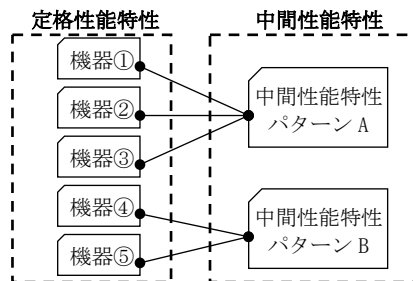 定格性能特性
中間性能特性
機器①
機器②
機器③
機器④
機器⑤
中間性能特性
パターン A
中間性能特性
パターン B